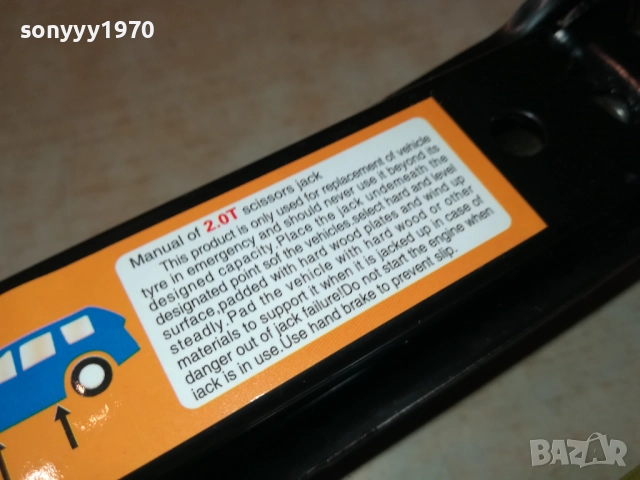 sonyyy1970
Manual of 2.0T scissors jack
This product is only used for replacement of vehicle
tyre in emergency and should never use it beyond its
designed capacity. Place the jack underneath the
designated point sof the vehicles.select hard and level
surface,padded with hard wood plates and wind up
steadly. Pad the vehicle with hard wood or other
materials to support it when it is jacked up in case of
danger out of jack failure!Do not start the engine when
jack is in use.Use hand brake to prevent slip.
BAZAR